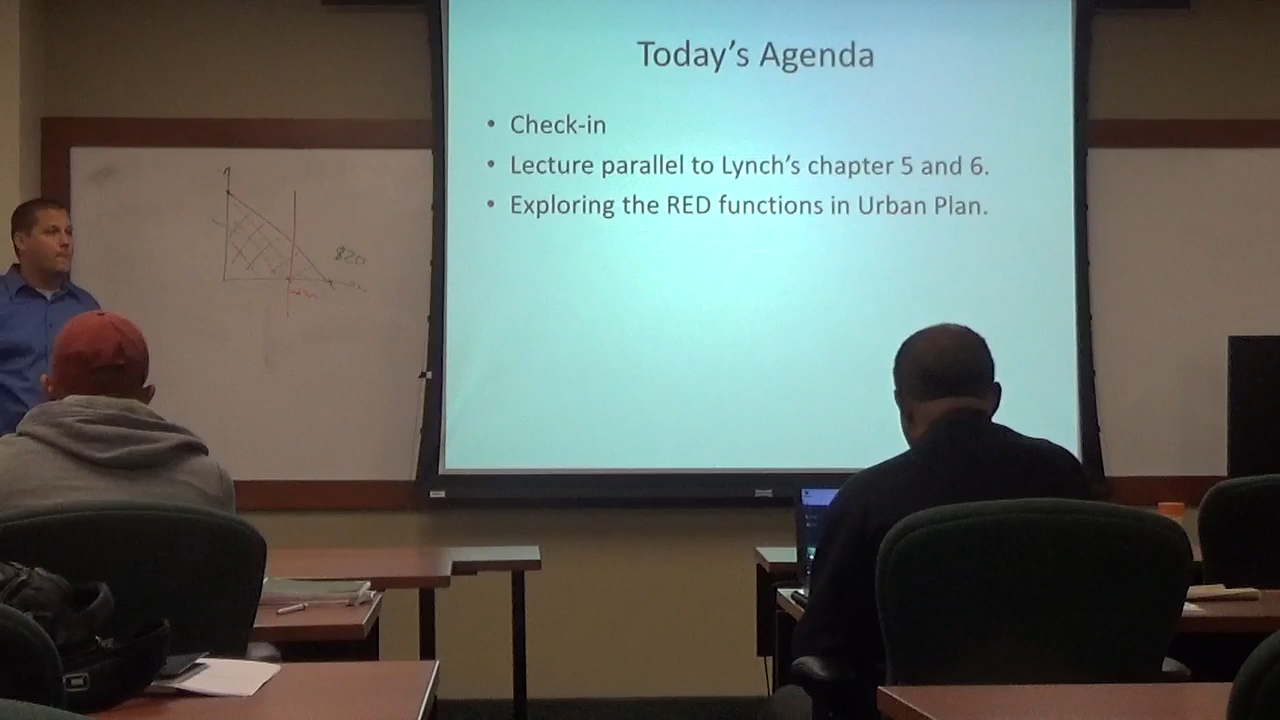 Today's Agenda
• Check-in
• Lecture parallel to Lynch's chapter 5 and 6.
• Exploring the RED functions in Urban Plan.
$20